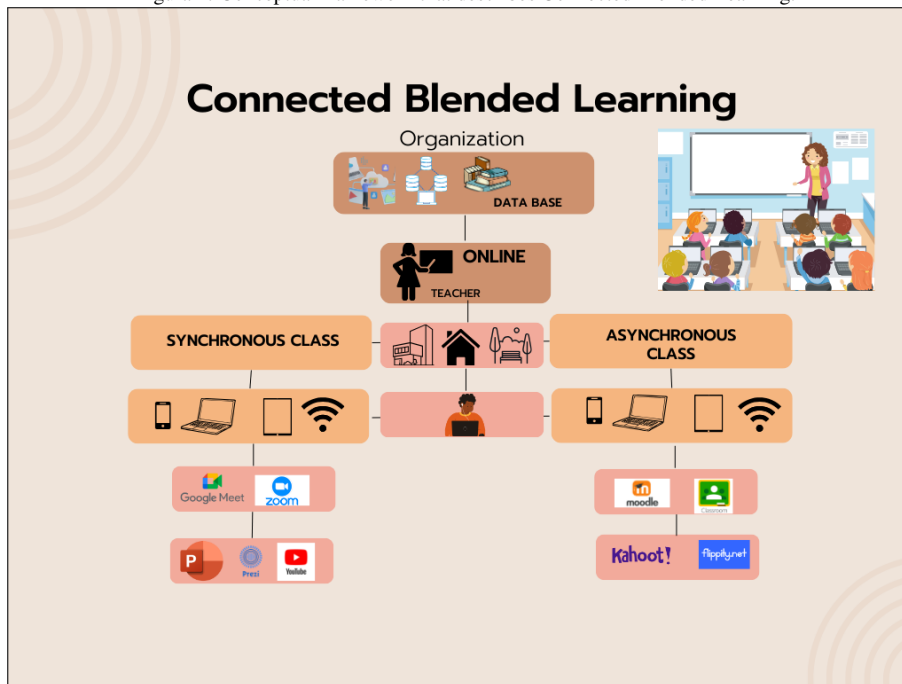 Connected Blended Learning
Organization
DATA BASE
ONLINE
TEACHER
SYNCHRONOUS CLASS
ASYNCHRONOUS
CLASS
Google Meet
zoom
moodle
Classroom
P
Prezi
YouTube
Kahoot!
flippity.net